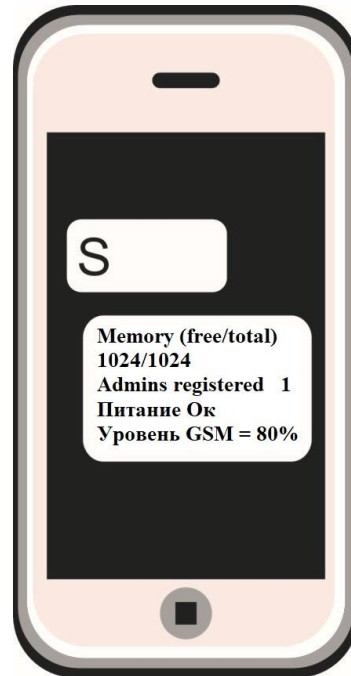 S
Memory (free/total)
1024/1024
Admins registered 1
Питание Ок
Уровень GSM = 80%